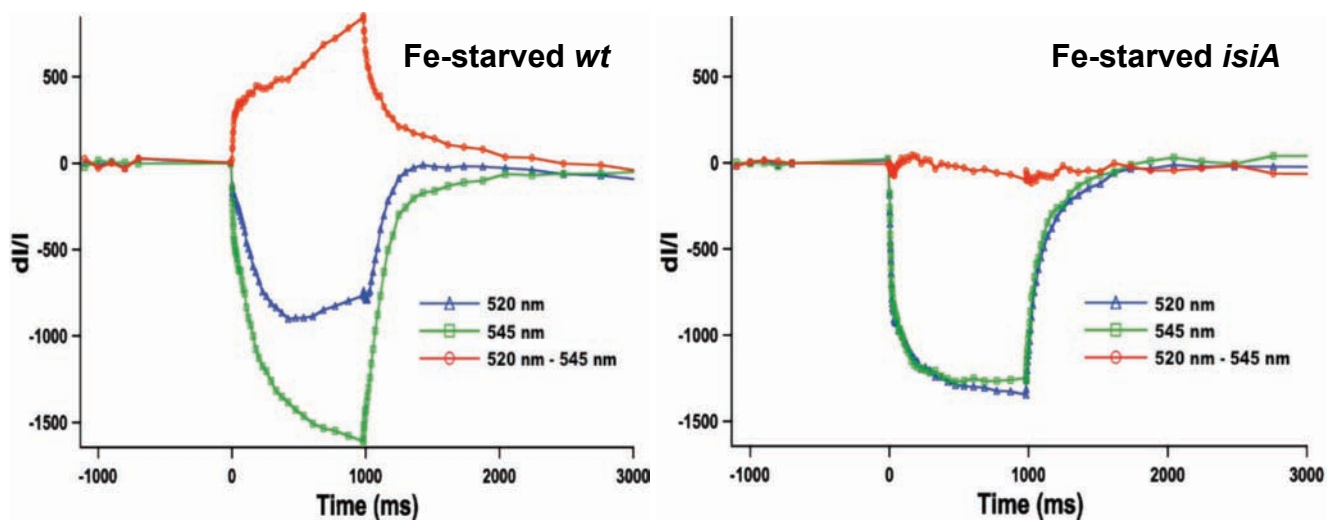 Fe-starved wt
500
0
-500
-1000
-1500
dI/I
520 nm
545 nm
520 nm - 545 nm
-1000
0
1000
2000
3000
Time (ms)
Fe-starved isiA
500
0
-500
-1000
-1500
dI/I
520 nm
545 nm
520 nm - 545 nm
-1000
0
1000
2000
3000
Time (ms)